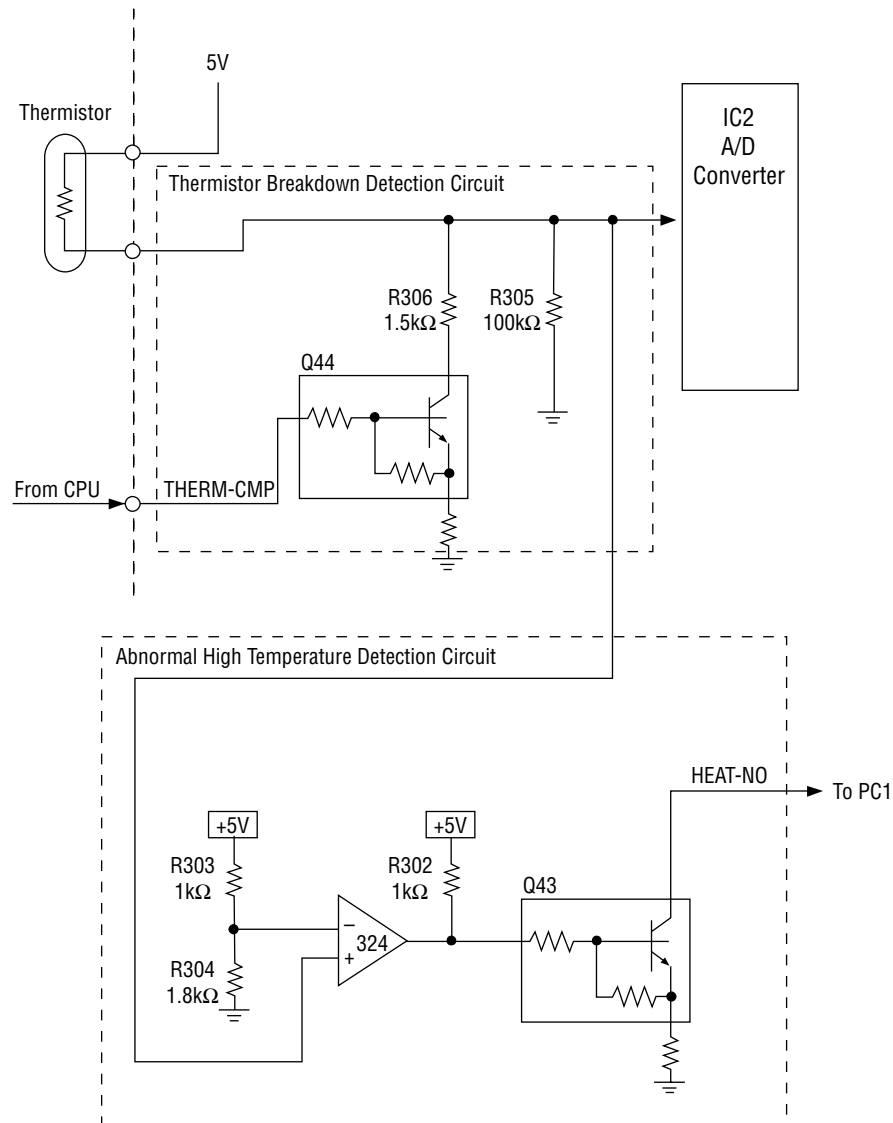 5V
Thermistor
IC2
A/D
Converter
Thermistor Breakdown Detection Circuit
R306
1.5kΩ
R305
100kΩ
Q44
From CPU
THERM-CMP
Abnormal High Temperature Detection Circuit
HEAT-NO
To PC1
+5V
+5V
R303
1kΩ
R302
1kΩ
Q43
–
324
+
R304
1.8kΩ